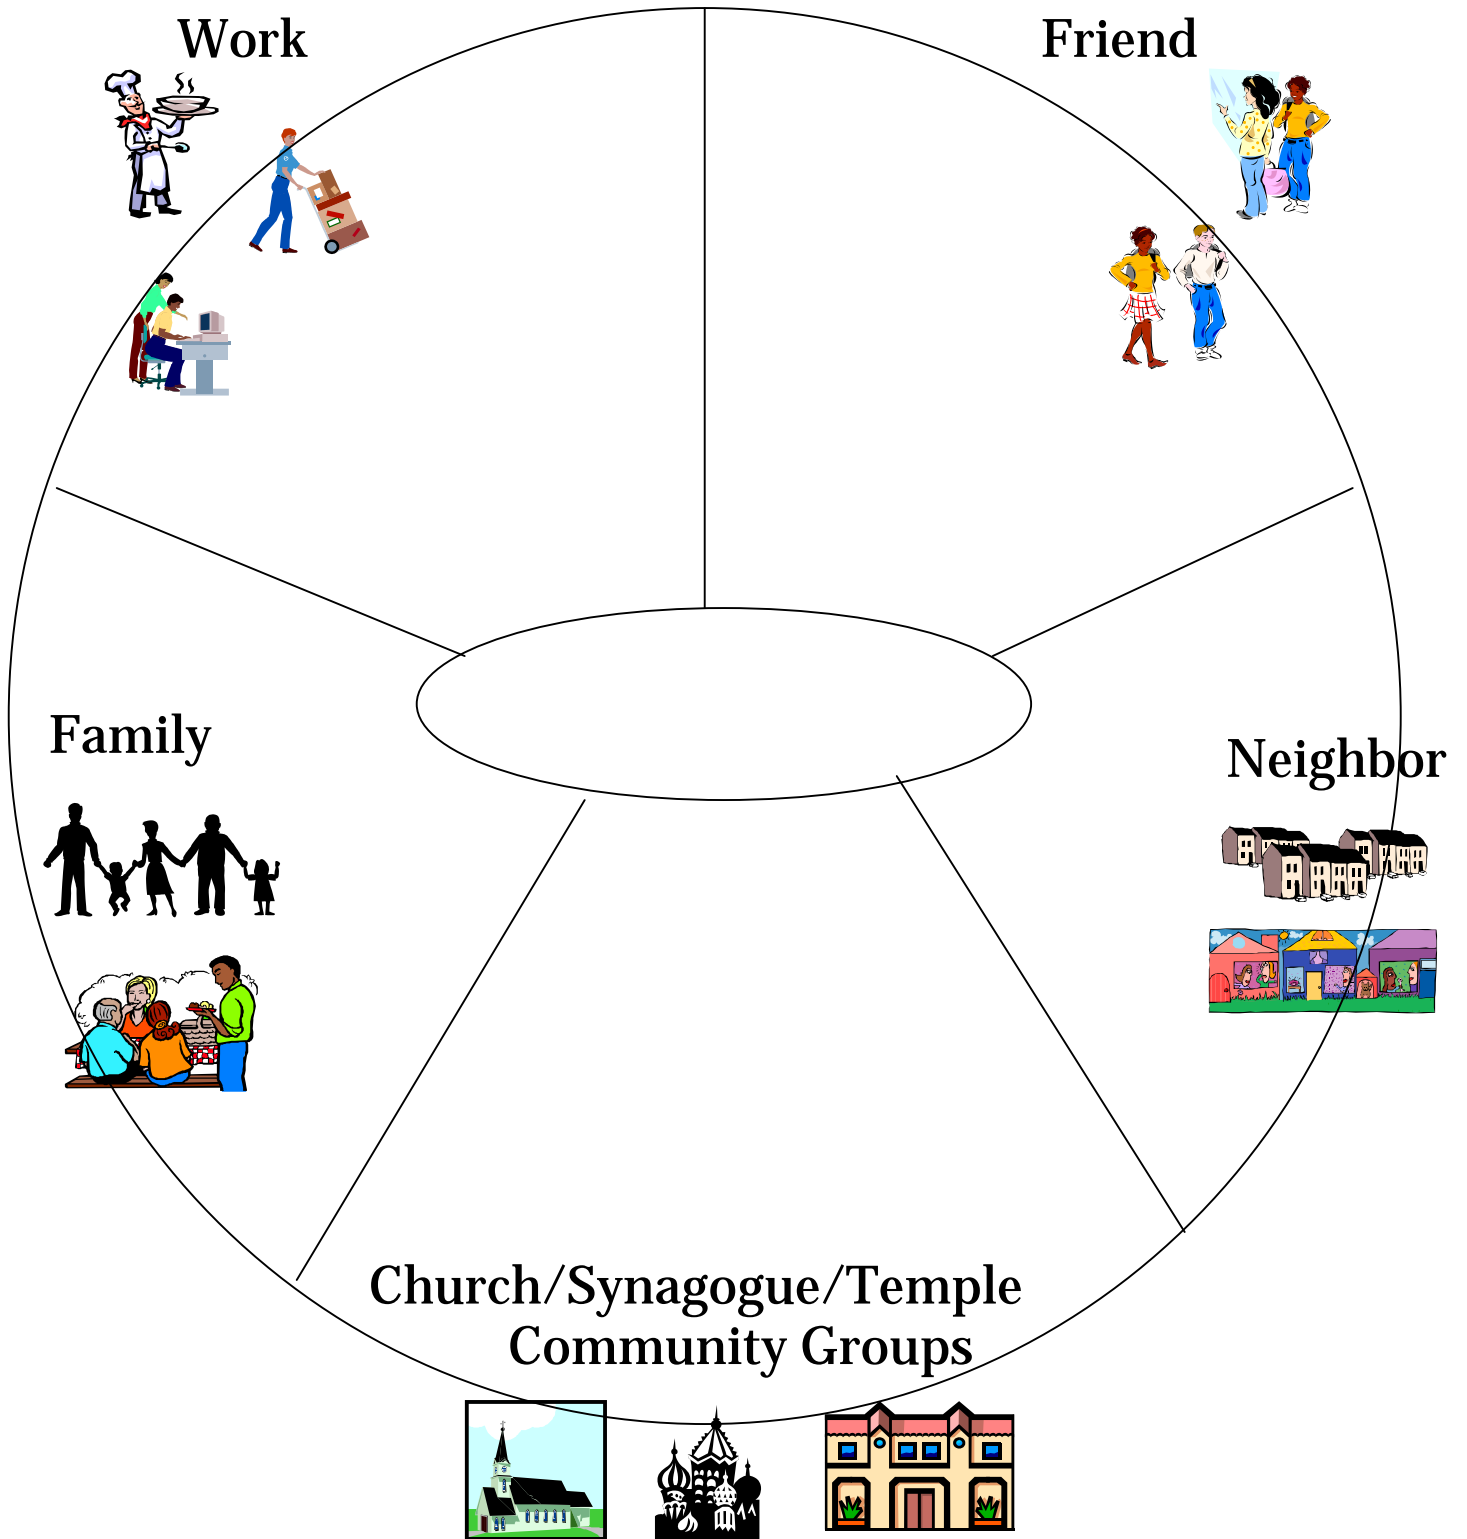 Work
Friend
Family
Neighbor
Church/Synagogue/Temple
Community Groups